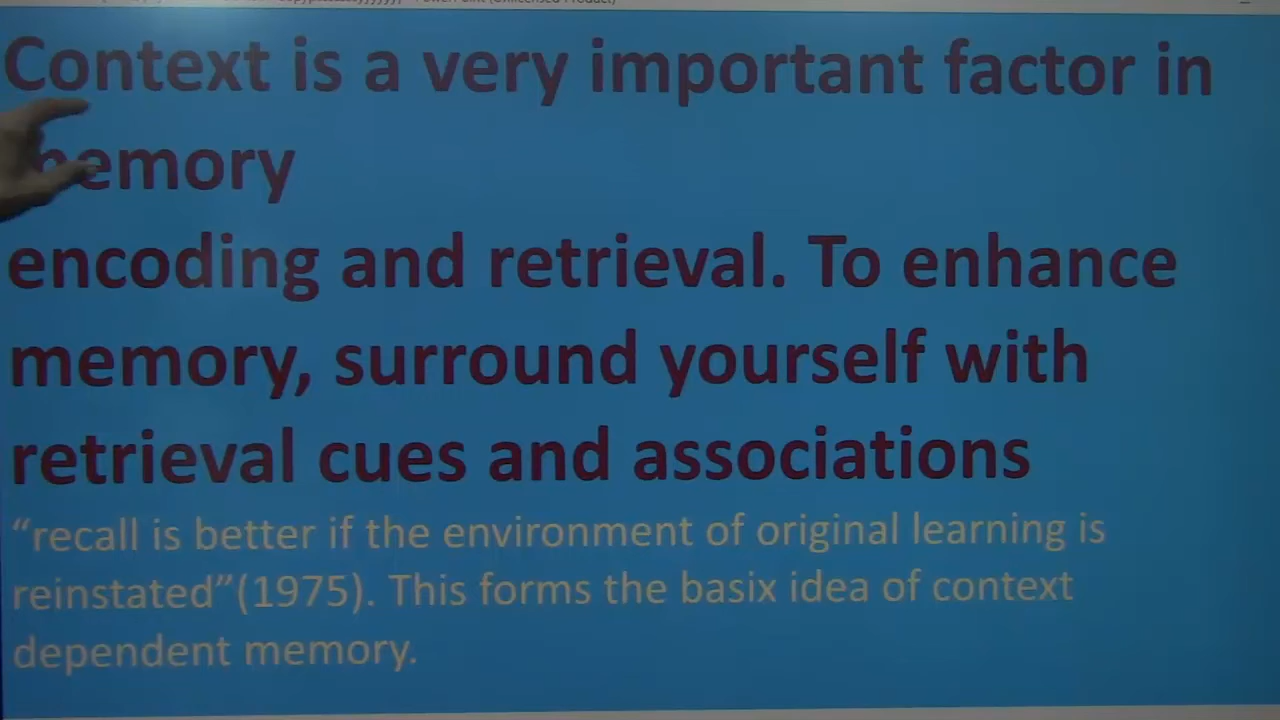 Context is a very important factor in
memory
encoding and retrieval. To enhance
memory, surround yourself with
retrieval cues and associations
“recall is better if the environment of original learning is
reinstated”(1975). This forms the basix idea of context
dependent memory.